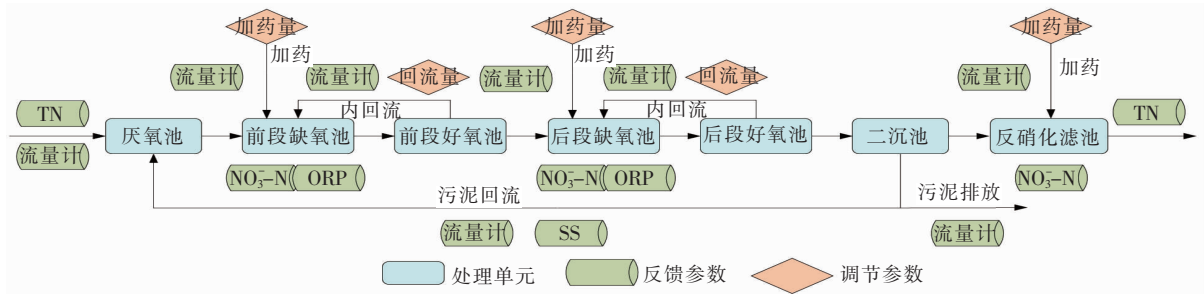 加药量
加药量
加药量
加药
加药
加药
流量计
流量计
回流量
流量计
流量计
回流量
流量计
TN
内回流
内回流
TN
厌氧池
前段缺氧池
前段好氧池
后段缺氧池
后段好氧池
二沉池
反硝化滤池
流量计
NO₃⁻-N
ORP
NO₃⁻-N
ORP
NO₃⁻-N
污泥回流
污泥排放
流量计
SS
流量计
处理单元
反馈参数
调节参数